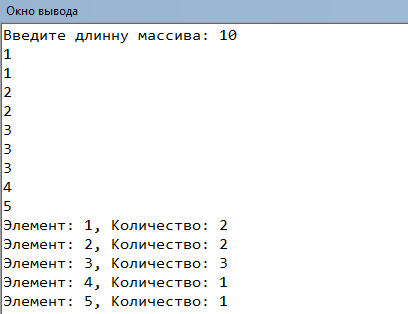 Окно вывода
Введите длинну массива: 10
1
1
2
2
3
3
3
4
5
Элемент: 1, Количество: 2
Элемент: 2, Количество: 2
Элемент: 3, Количество: 3
Элемент: 4, Количество: 1
Элемент: 5, Количество: 1